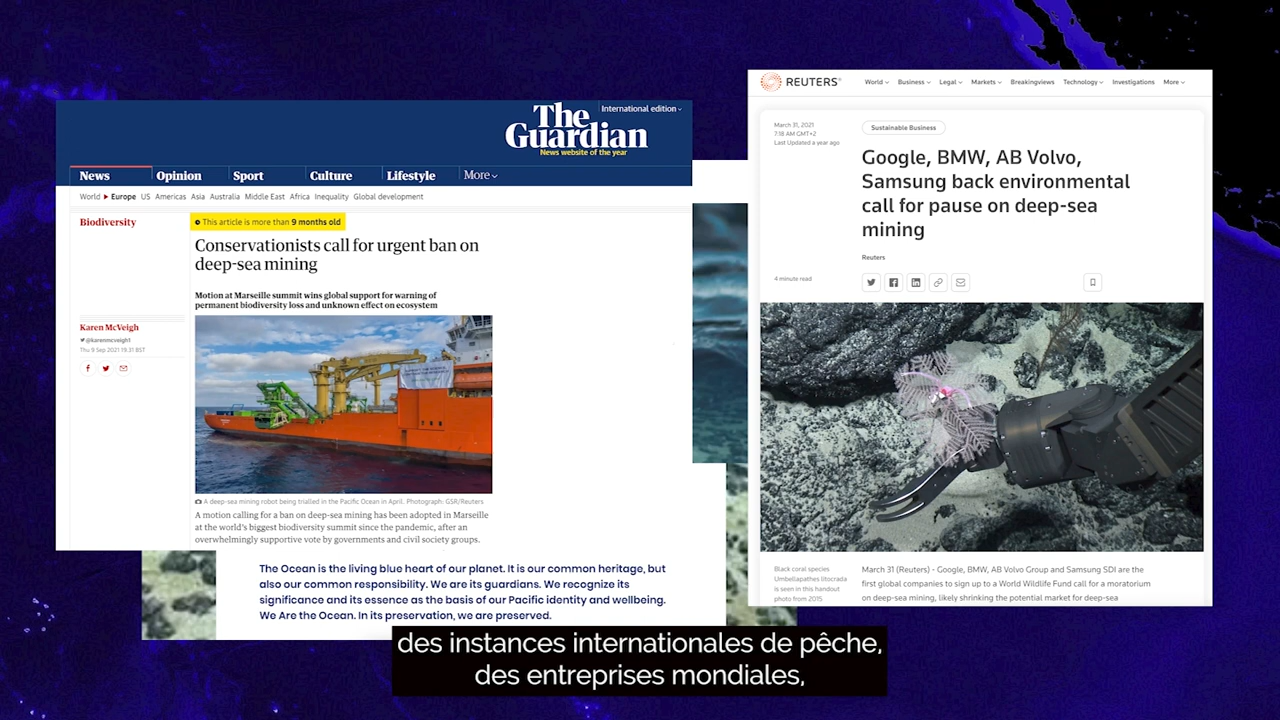 The Guardian
International edition
News website of the year
News Opinion Sport Culture Lifestyle More
World Europe US Americas Asia Australia Middle East Africa Inequality Global development
Biodiversity
This article is more than 9 months old
Conservationists call for urgent ban on
deep-sea mining
Motion at Marseille summit wins global support for warning of
permanent biodiversity loss and unknown effect on ecosystem
Karen McVeigh
@karenmcveigh1
Thu 9 Sep 2021 19.31 BST
A deep-sea mining robot being trialled in the Pacific Ocean in April. Photograph: GSR/Reuters
A motion calling for a ban on deep-sea mining has been adopted in Marseille
at the world's biggest biodiversity summit since the pandemic, after an
overwhelmingly supportive vote by governments and civil society groups.
The Ocean is the living blue heart of our planet. It is our common heritage, but
also our common responsibility. We are its guardians. We recognize its
significance and its essence as the basis of our Pacific identity and wellbeing.
We Are the Ocean. In its preservation, we are preserved.
REUTERS®
World Business Legal Markets Breakingviews Technology Investigations More
March 31, 2021
7:18 AM GMT+2
Last Updated a year ago
Sustainable Business
Google, BMW, AB Volvo,
Samsung back environmental
call for pause on deep-sea
mining
Reuters
4 minute read
Black coral species
Umbellapathes litocrada
is seen in this handout
photo from 2015
March 31 (Reuters) - Google, BMW, AB Volvo Group and Samsung SDI are the
first global companies to sign up to a World Wildlife Fund call for a moratorium
on deep-sea mining, likely shrinking the potential market for deep-sea
des instances internationales de pêche,
des entreprises mondiales,